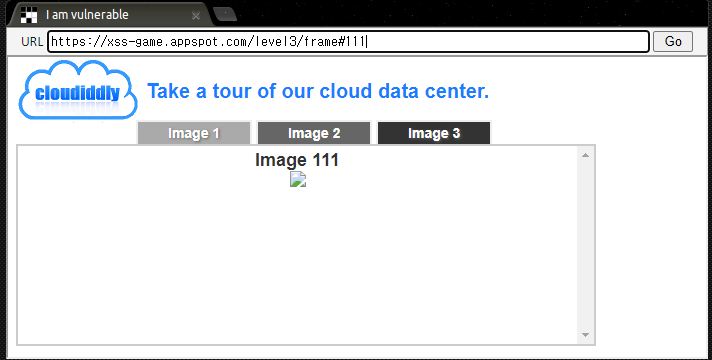 I am vulnerable
URL https://xss-game.appspot.com/level3/frame#111 Go
cloudiddly Take a tour of our cloud data center.
Image 1 Image 2 Image 3
Image 111